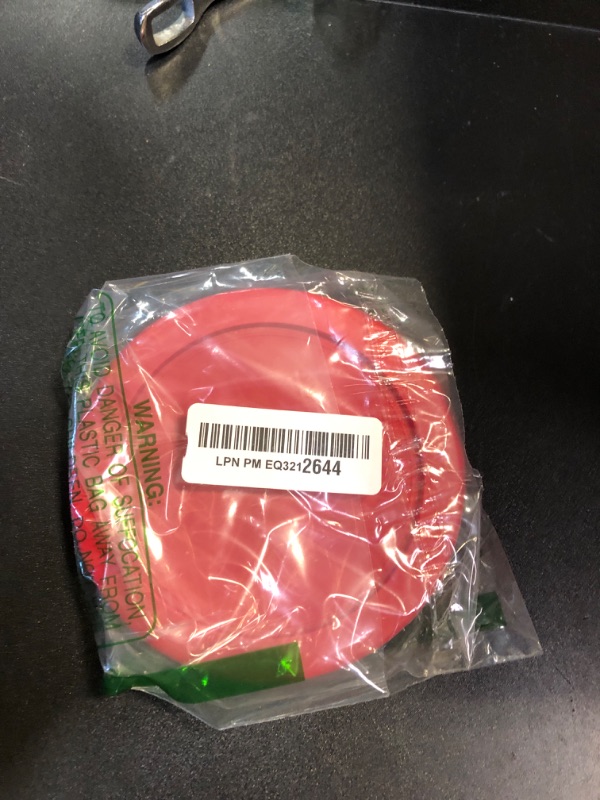 LPN PM EQ3212644
WARNING:
TO AVOID DANGER OF SUFFOCATION,
PLASTIC BAG AWAY FROM